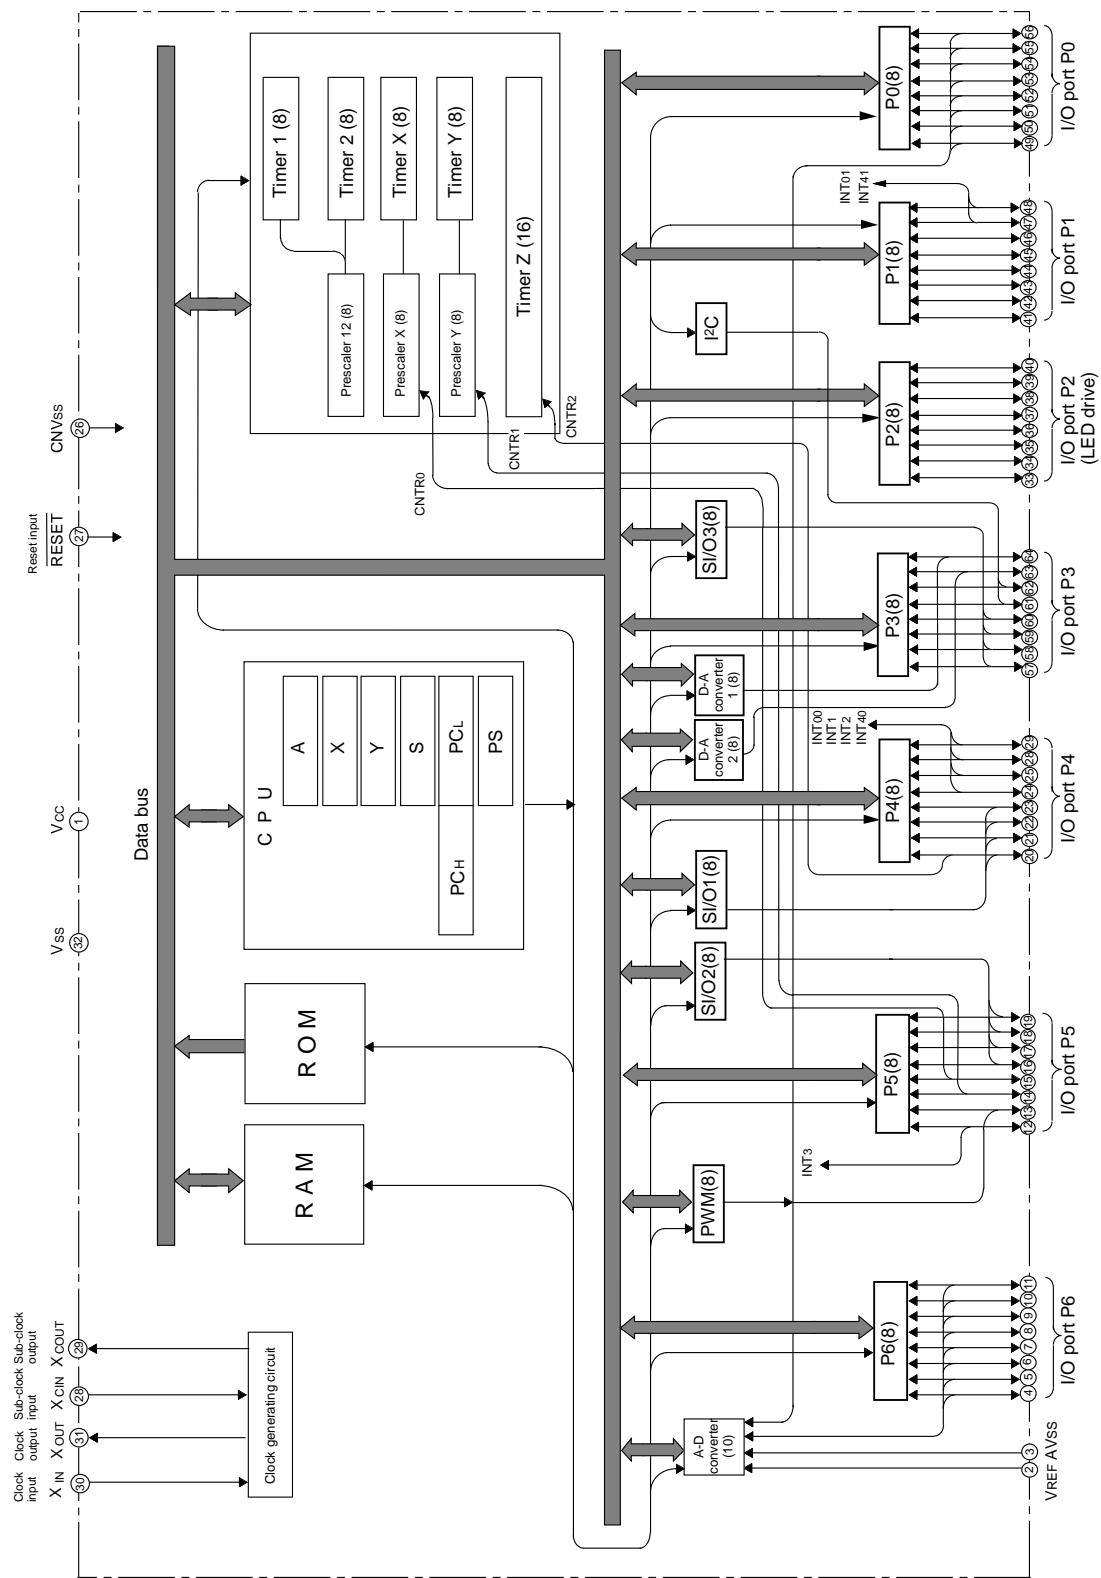 Clock input
Clock output
Sub-clock input
Sub-clock output
Reset input
X IN
XOUT
XCIN
XCOUT
VSS
VCC
RESET
CNVSS
30
31
28
29
32
1
27
26
Clock generating circuit
Data bus
RAM
ROM
CPU
A
X
Y
S
PCH
PCL
PS
Timer 1 (8)
Timer 2 (8)
Timer X (8)
Timer Y (8)
Prescaler 12 (8)
Prescaler X (8)
Prescaler Y (8)
Timer Z (16)
CNTR0
CNTR1
CNTR2
A-D converter (10)
PWM(8)
SI/O2(8)
SI/O1(8)
D-A converter 2 (8)
D-A converter 1 (8)
SI/O3(8)
I2C
INT3
INT00
INT1
INT2
INT40
INT01
INT41
P6(8)
P5(8)
P4(8)
P3(8)
P2(8)
P1(8)
P0(8)
2
3
4
5
6
7
8
9
10
11
12
13
14
15
16
17
18
19
20
21
22
23
24
25
28
29
57
58
59
60
61
62
63
64
33
34
35
36
37
38
39
40
41
42
43
44
45
46
47
48
49
50
51
52
53
54
55
56
VREF AVSS
I/O port P6
I/O port P5
I/O port P4
I/O port P3
I/O port P2
(LED drive)
I/O port P1
I/O port P0